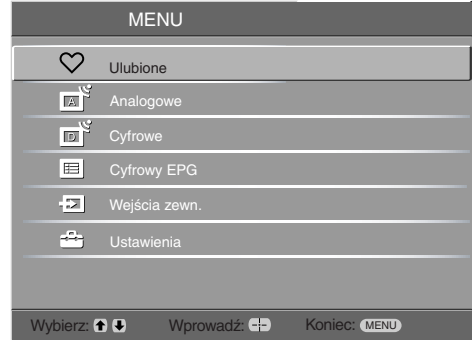 MENU
Ulubione
A Analogowe
D Cyfrowe
Cyfrowy EPG
Wejścia zewn.
Ustawienia
Wybierz: Wprowadź: Koniec: MENU